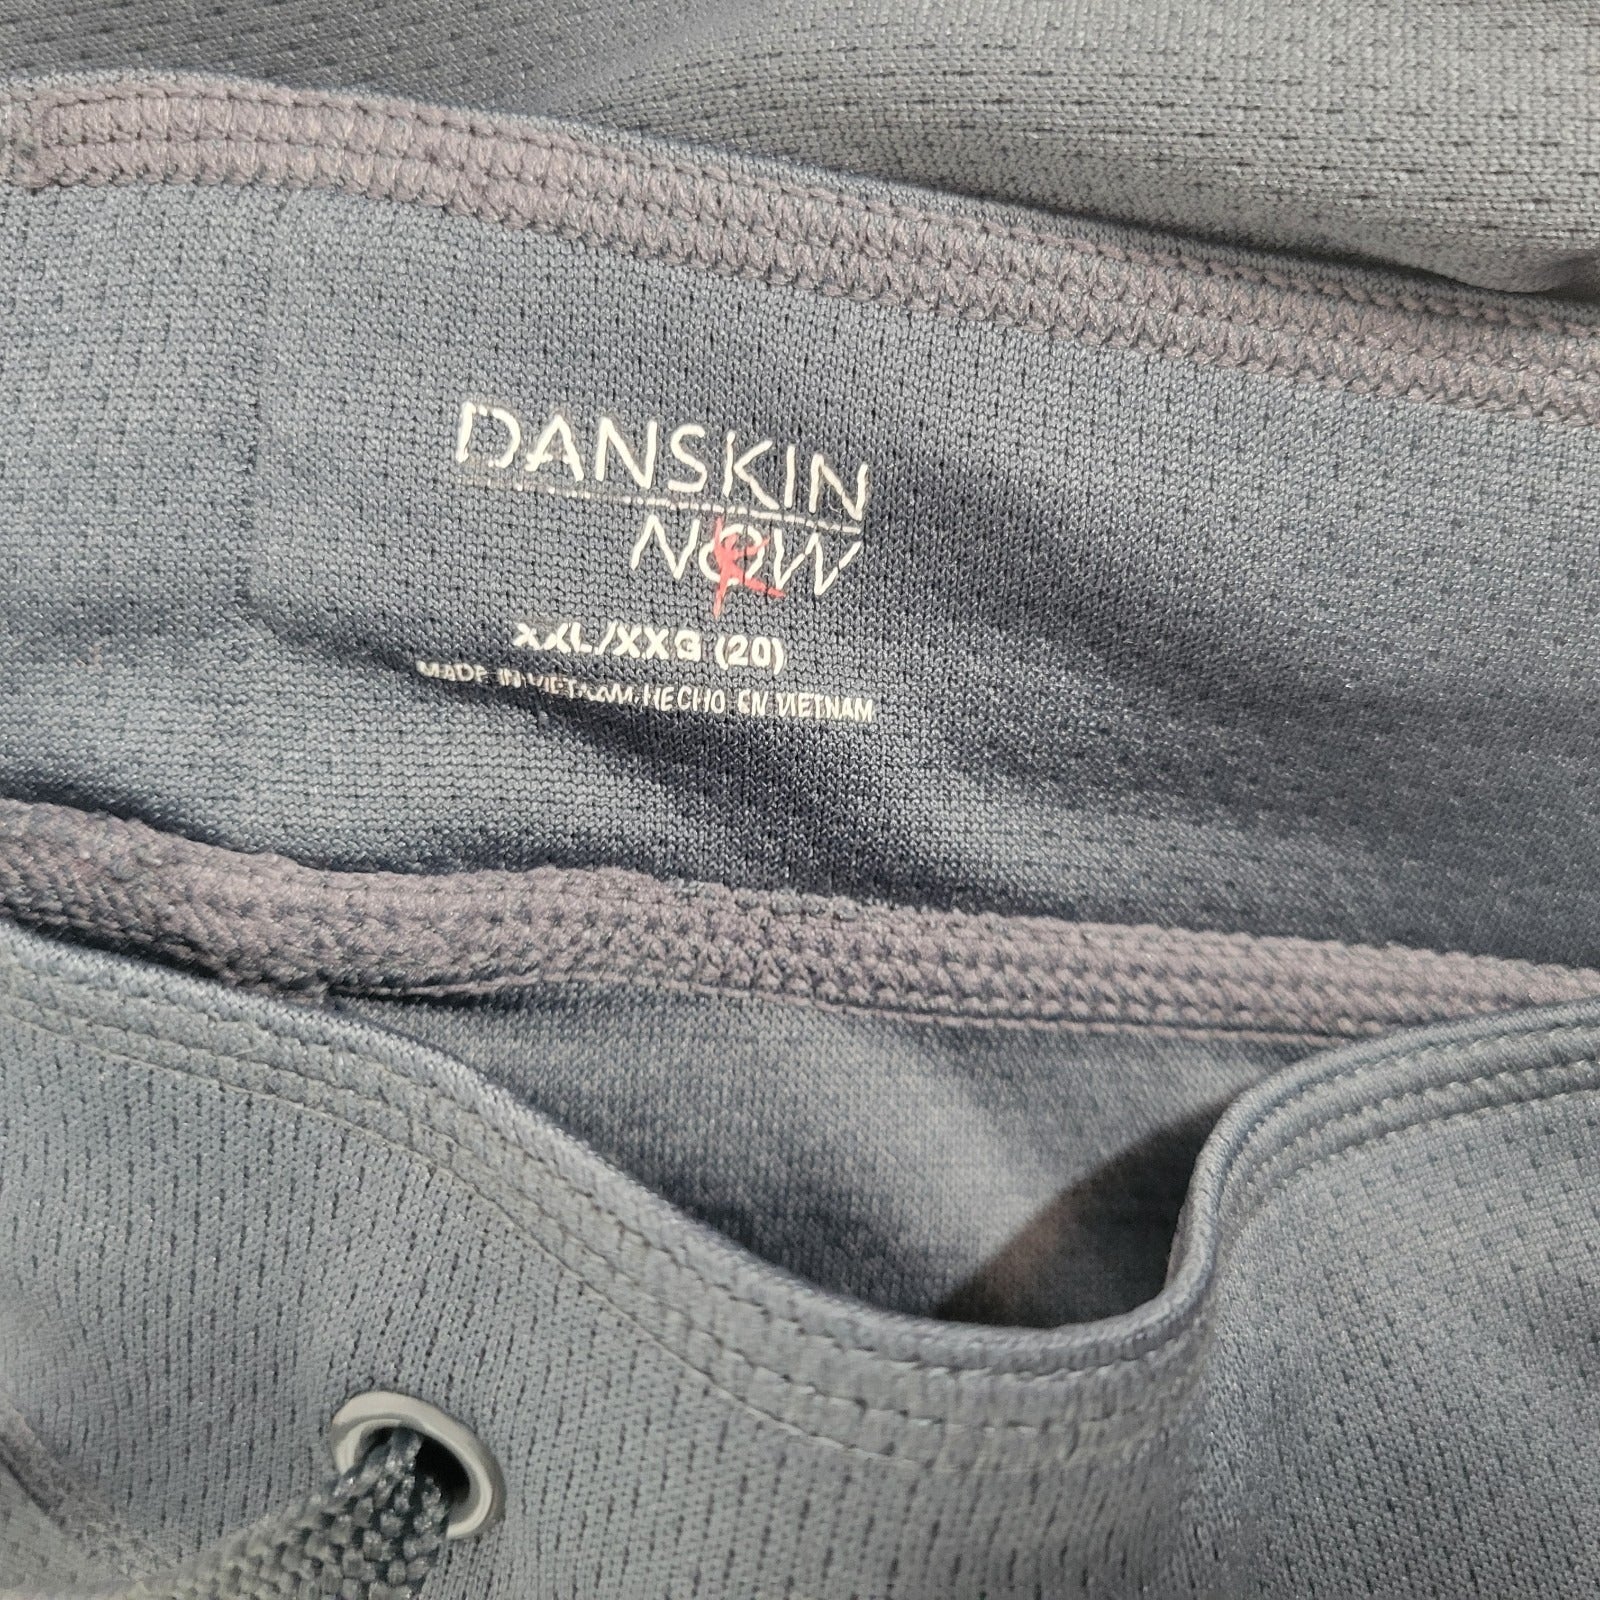 DANSKIN
NOW
XXL/XXG (20)
MADE IN VIETNAM/HECHO EN VIETNAM